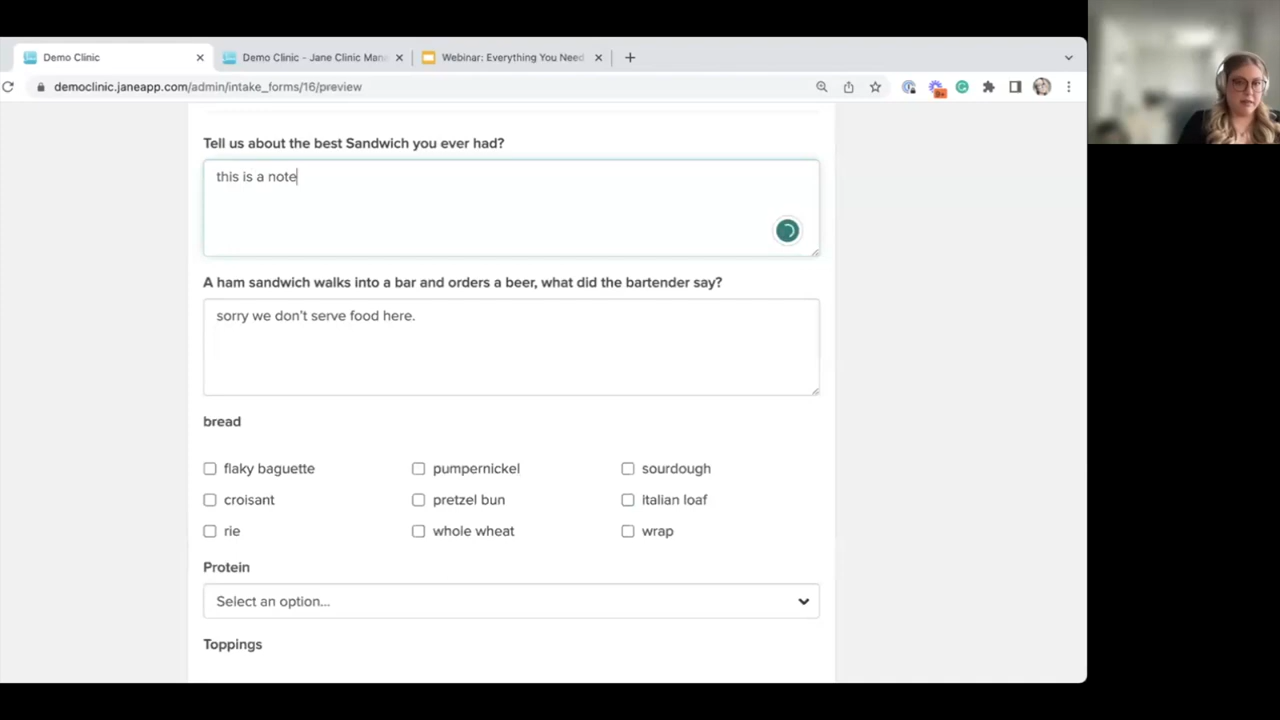 Demo Clinic
Demo Clinic - Jane Clinic Mana
Webinar: Everything You Need
democlinic.janeapp.com/admin/intake_forms/16/preview
9+
Tell us about the best Sandwich you ever had?
this is a note
A ham sandwich walks into a bar and orders a beer, what did the bartender say?
sorry we don't serve food here.
bread
flaky baguette pumpernickel sourdough
croisant pretzel bun italian loaf
rie whole wheat wrap
Protein
Select an option...
Toppings